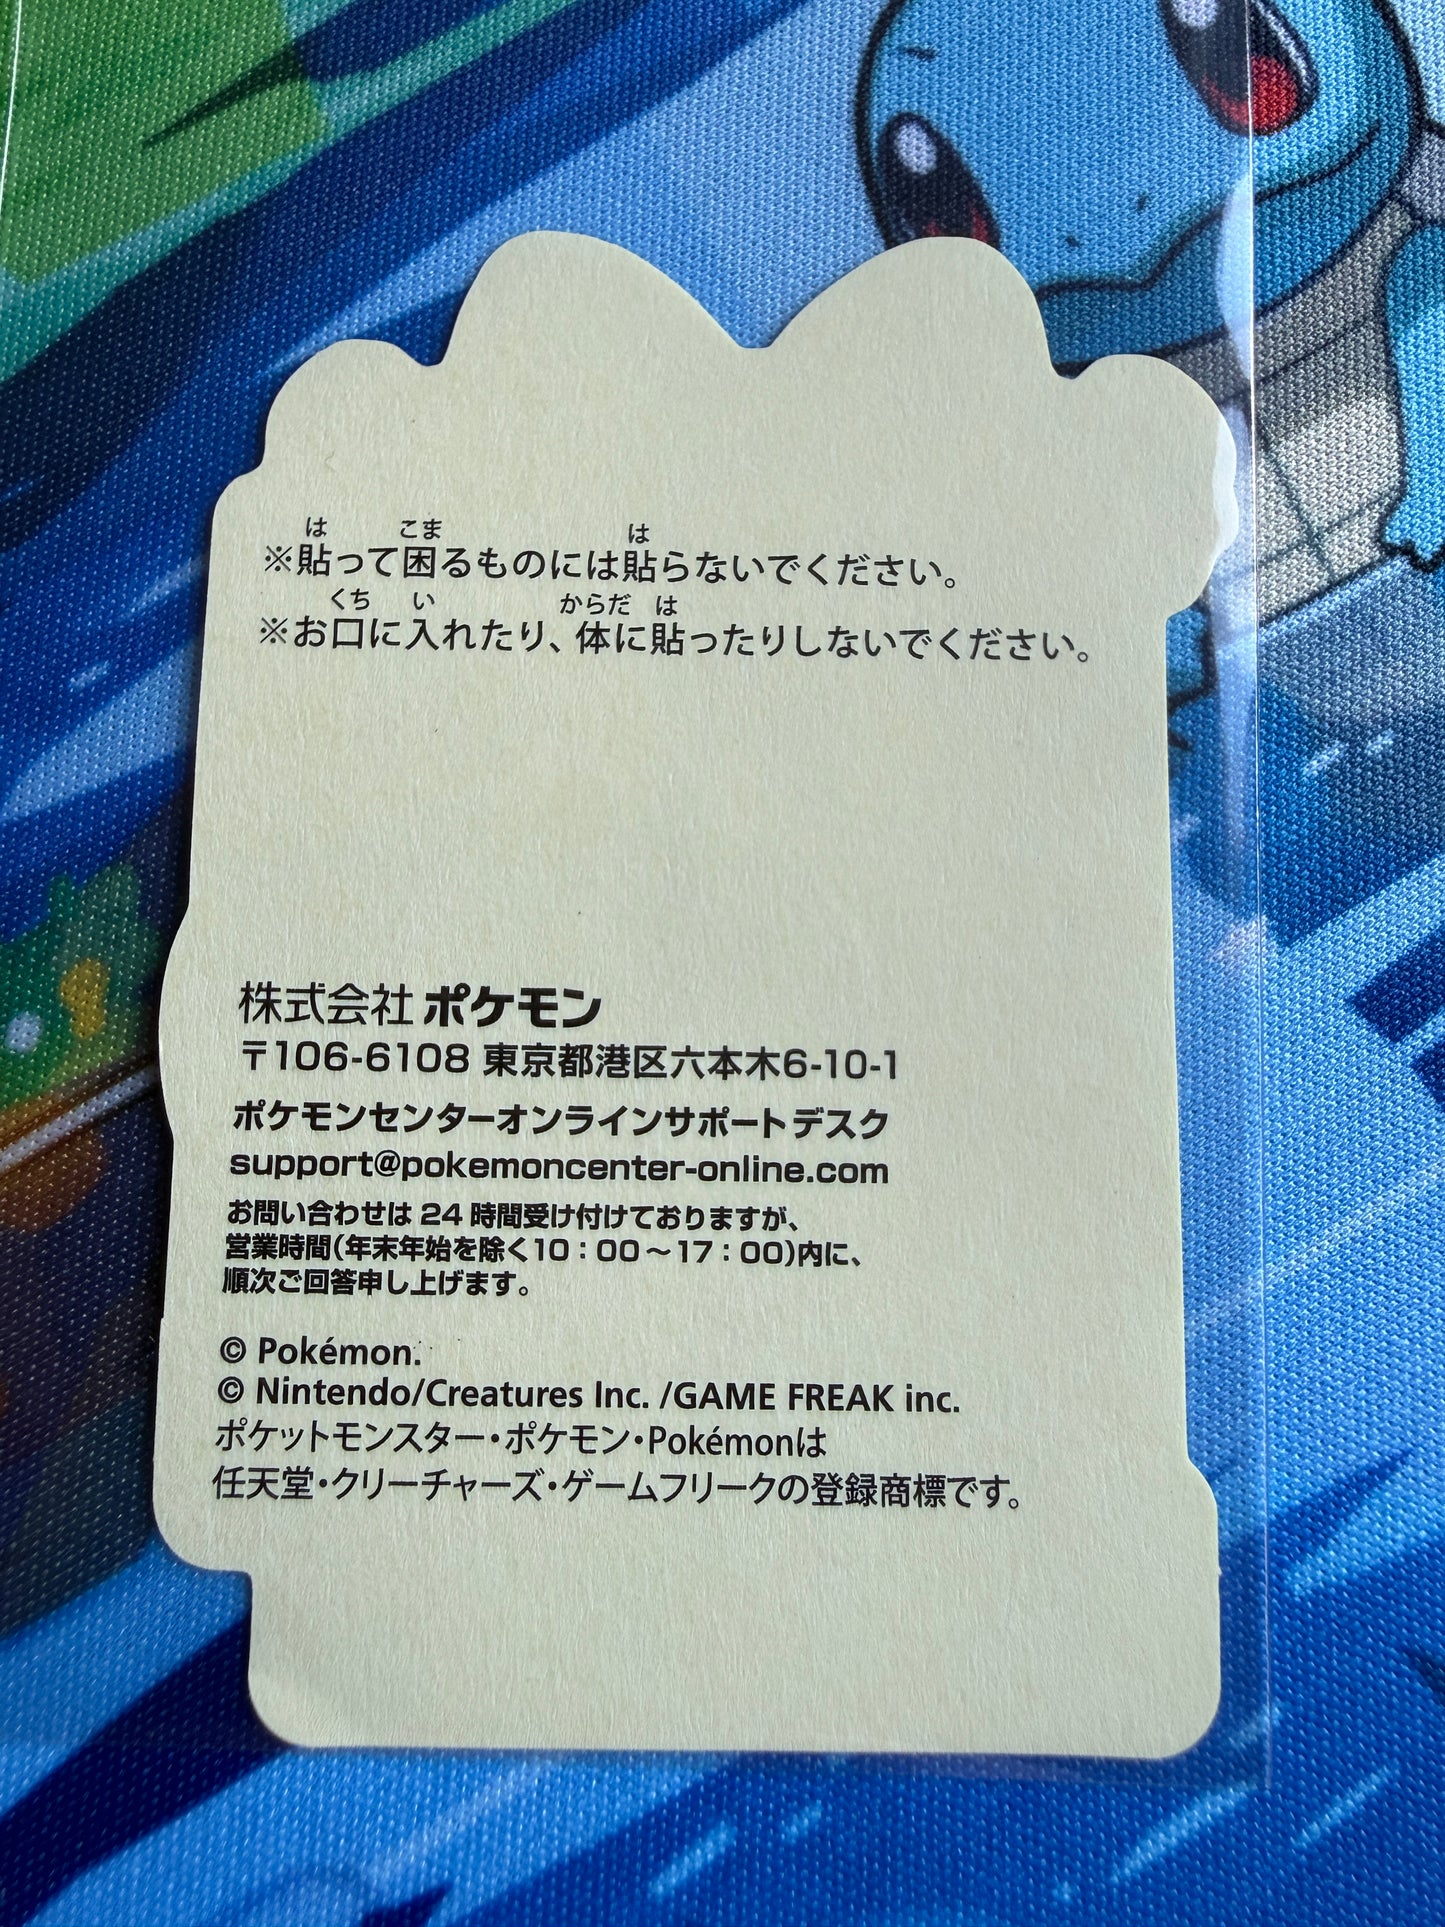 は こま は
※貼って困るものには貼らないでください。
くち い からだ は
※お口に入れたり、体に貼ったりしないでください。
株式会社 ポケモン
〒106-6108 東京都港区六本木6-10-1
ポケモンセンターオンラインサポートデスク
support@pokemoncenter-online.com
お問い合わせは 24 時間受け付けておりますが、
営業時間(年末年始を除く10：00～17：00)内に、
順次ご回答申し上げます。
© Pokémon.
© Nintendo/Creatures Inc. /GAME FREAK inc.
ポケットモンスター・ポケモン・Pokémonは
任天堂・クリーチャーズ・ゲームフリークの登録商標です。